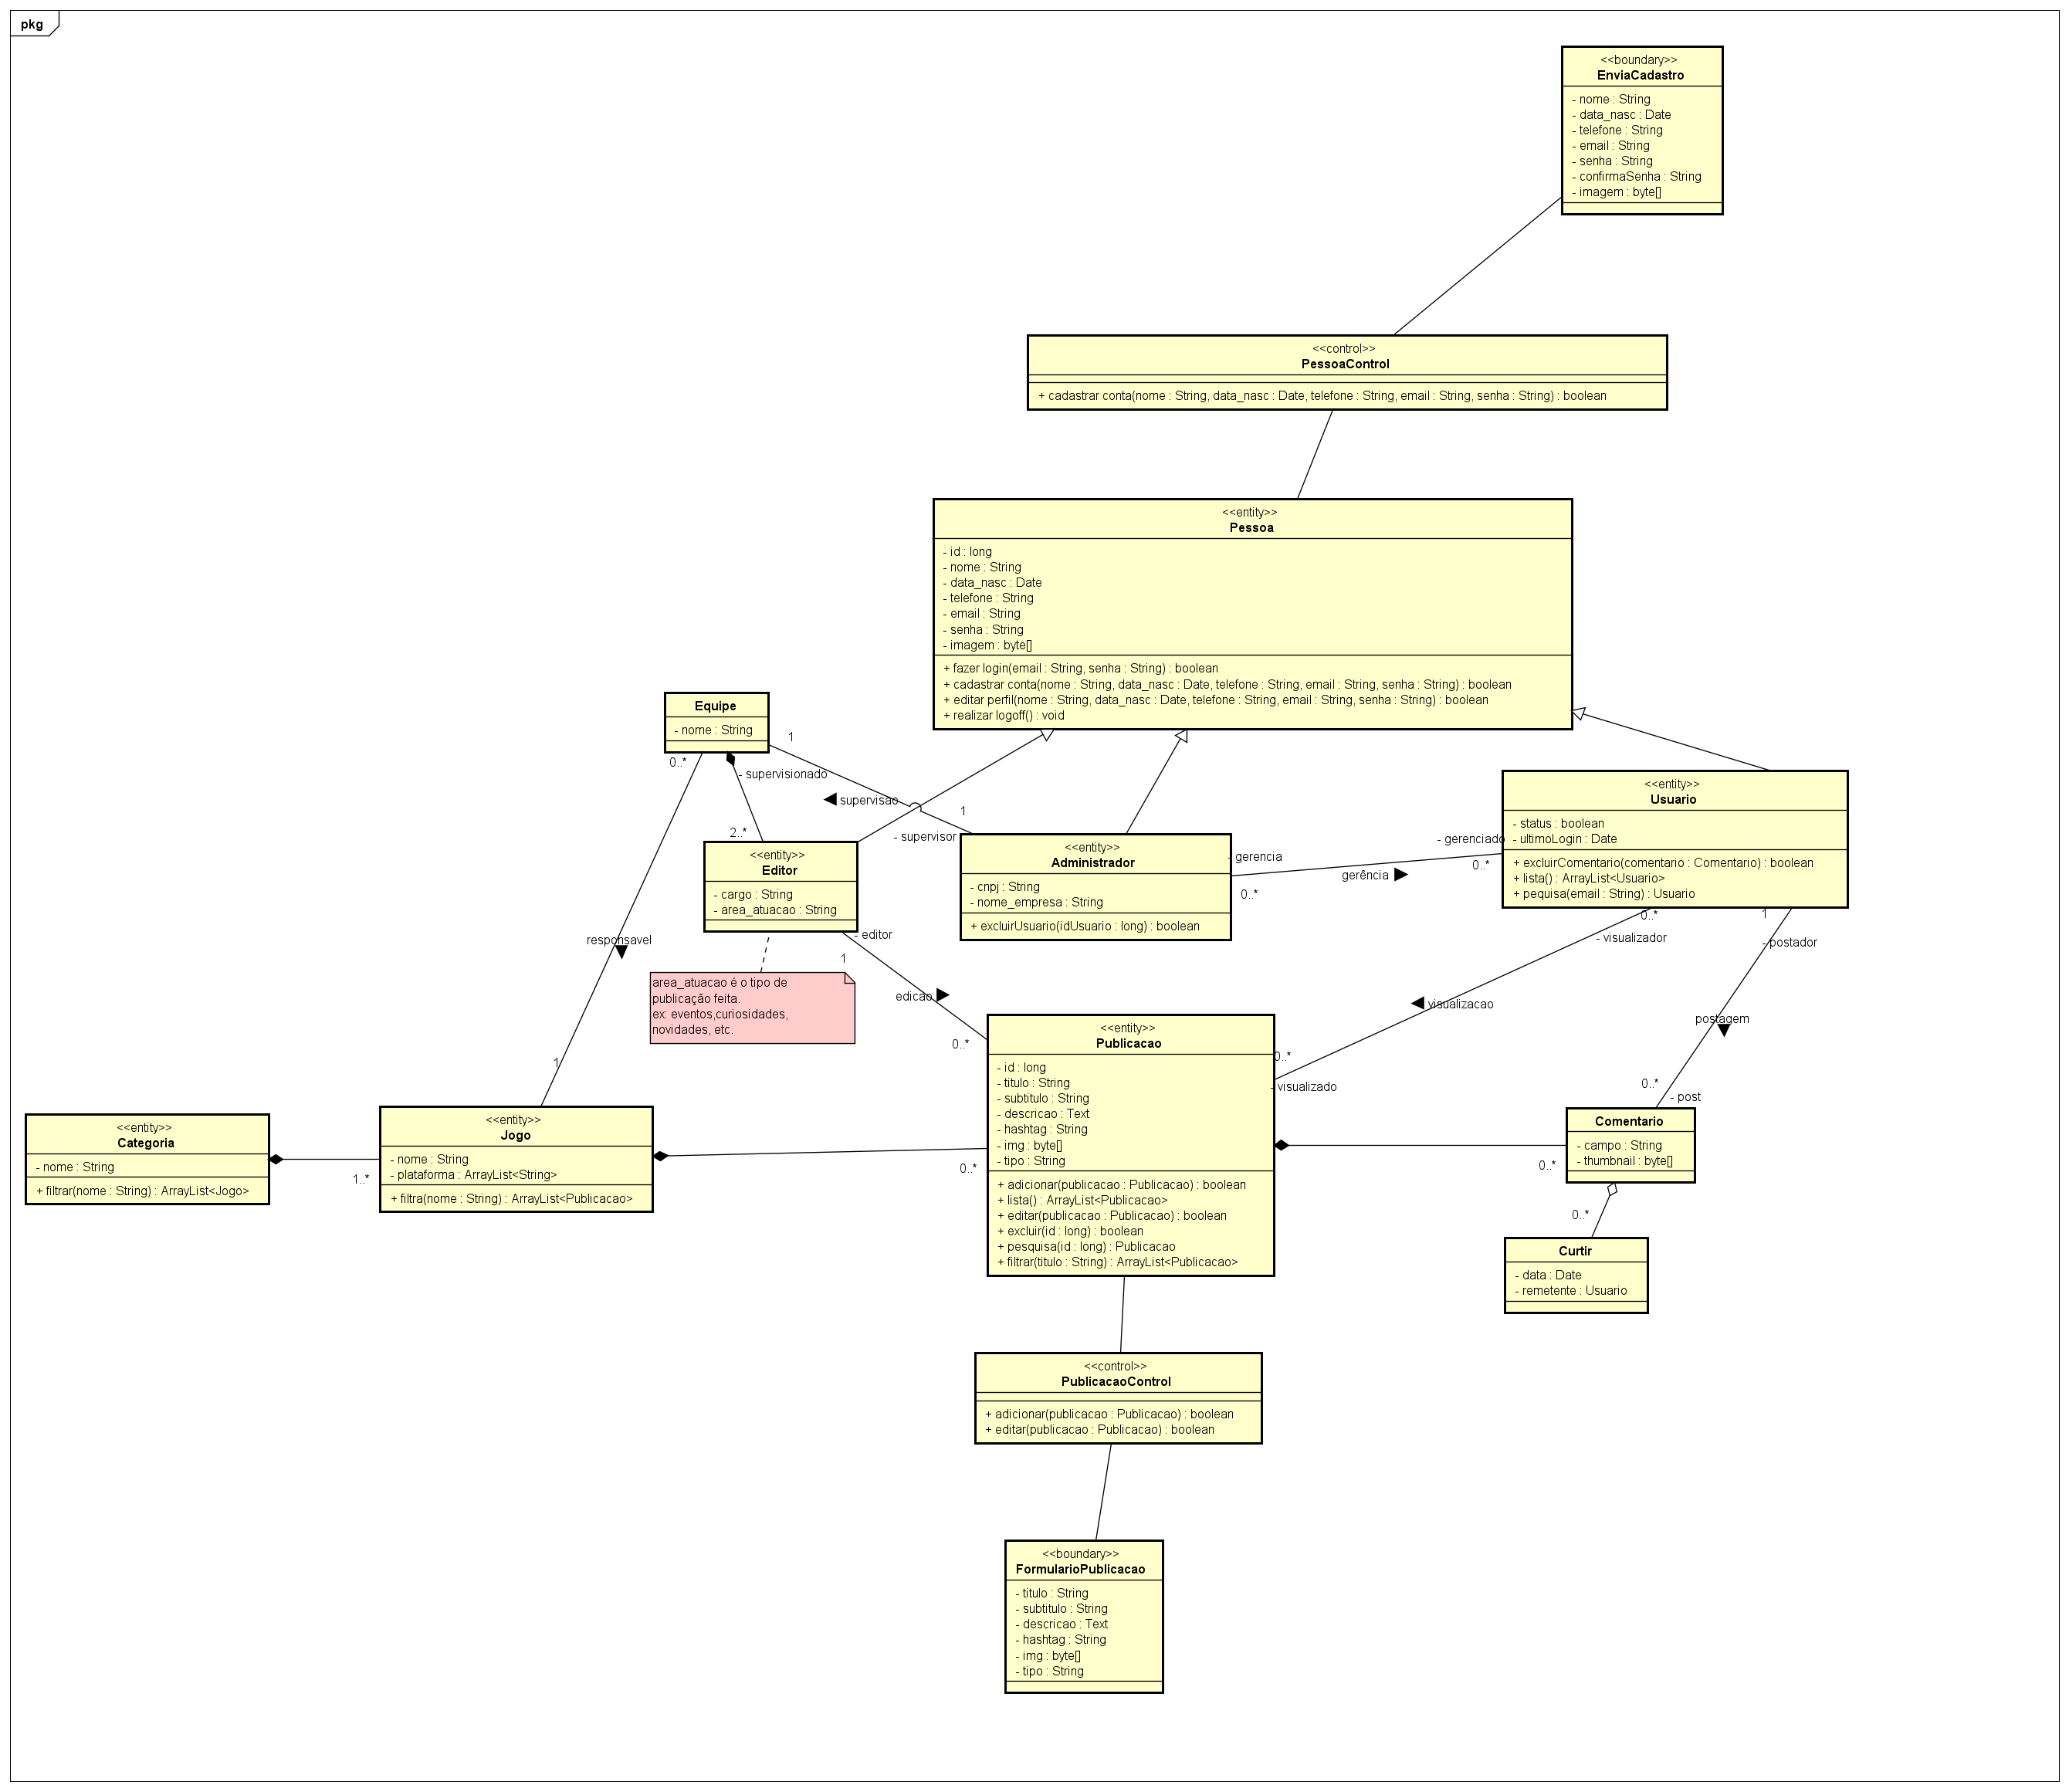 pkg
<<boundary>>
EnviaCadastro
- nome : String
- data_nasc : Date
- telefone : String
- email : String
- senha : String
- confirmaSenha : String
- imagem : byte[]
<<control>>
PessoaControl
+ cadastrar conta(nome : String, data_nasc : Date, telefone : String, email : String, senha : String) : boolean
<<entity>>
Pessoa
- id : long
- nome : String
- data_nasc : Date
- telefone : String
- email : String
- senha : String
- imagem : byte[]
+ fazer login(email : String, senha : String) : boolean
+ cadastrar conta(nome : String, data_nasc : Date, telefone : String, email : String, senha : String) : boolean
+ editar perfil(nome : String, data_nasc : Date, telefone : String, email : String, senha : String) : boolean
+ realizar logoff() : void
Equipe
- nome : String
1
0..*
- supervisionado
supervisao
1
2..*
- supervisor
<<entity>>
Editor
- cargo : String
- area_atuacao : String
<<entity>>
Administrador
- cnpj : String
- nome_empresa : String
+ excluirUsuario(idUsuario : long) : boolean
- gerencia
0..*
gerência
- gerenciado
0..*
<<entity>>
Usuario
- status : boolean
- ultimoLogin : Date
+ excluirComentario(comentario : Comentario) : boolean
+ lista() : ArrayList<Usuario>
+ pequisa(email : String) : Usuario
0..*
- visualizador
1
- postador
responsavel
- editor
1
edicao
0..*
area_atuacao é o tipo de
publicação feita.
ex: eventos,curiosidades,
novidades, etc.
visualizacao
0..*
- visualizado
postagem
0..*
- post
1
<<entity>>
Categoria
- nome : String
+ filtrar(nome : String) : ArrayList<Jogo>
1..*
<<entity>>
Jogo
- nome : String
- plataforma : ArrayList<String>
+ filtra(nome : String) : ArrayList<Publicacao>
0..*
<<entity>>
Publicacao
- id : long
- titulo : String
- subtitulo : String
- descricao : Text
- hashtag : String
- img : byte[]
- tipo : String
+ adicionar(publicacao : Publicacao) : boolean
+ lista() : ArrayList<Publicacao>
+ editar(publicacao : Publicacao) : boolean
+ excluir(id : long) : boolean
+ pesquisa(id : long) : Publicacao
+ filtrar(titulo : String) : ArrayList<Publicacao>
0..*
Comentario
- campo : String
- thumbnail : byte[]
0..*
Curtir
- data : Date
- remetente : Usuario
<<control>>
PublicacaoControl
+ adicionar(publicacao : Publicacao) : boolean
+ editar(publicacao : Publicacao) : boolean
<<boundary>>
FormularioPublicacao
- titulo : String
- subtitulo : String
- descricao : Text
- hashtag : String
- img : byte[]
- tipo : String